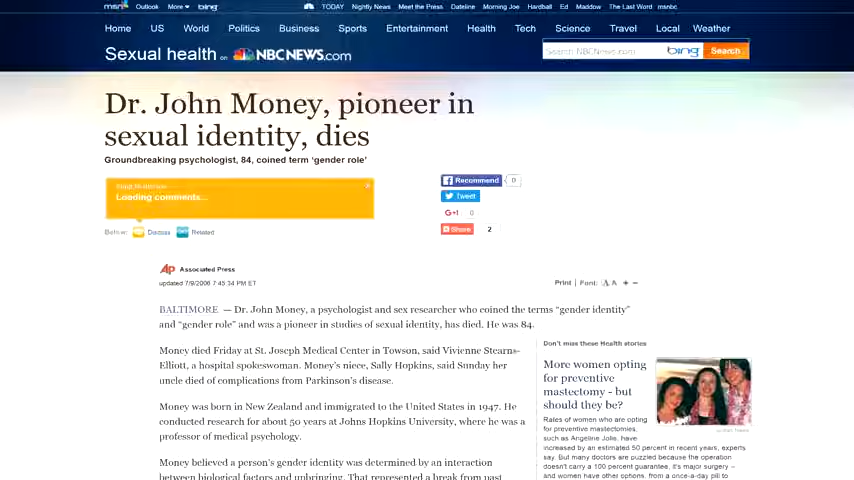 msn Outlook More bing TODAY Nightly News Meet the Press Dateline Morning Joe Hardball Ed Maddow The Last Word msnbc
Home US World Politics Business Sports Entertainment Health Tech Science Travel Local Weather
Sexual health on NBCNEWS.com
Search NBCNews.com bing Search
Dr. John Money, pioneer in
sexual identity, dies
Groundbreaking psychologist, 84, coined term ‘gender role’
Loading comments...
Below: Discuss Related
Recommend 0
Tweet
G+1 0
Share 2
AP Associated Press
updated 7/9/2006 7:45:34 PM ET
Print | Font: A A + −
BALTIMORE — Dr. John Money, a psychologist and sex researcher who coined the terms “gender identity”
and “gender role” and was a pioneer in studies of sexual identity, has died. He was 84.
Money died Friday at St. Joseph Medical Center in Towson, said Vivienne Stearns-
Elliott, a hospital spokeswoman. Money’s niece, Sally Hopkins, said Sunday her
uncle died of complications from Parkinson’s disease.
Money was born in New Zealand and immigrated to the United States in 1947. He
conducted research for about 50 years at Johns Hopkins University, where he was a
professor of medical psychology.
Money believed a person’s gender identity was determined by an interaction
between biological factors and upbringing. That represented a break from past
Don't miss these Health stories
More women opting
for preventive
mastectomy - but
should they be?
Rates of women who are opting
for preventive mastectomies,
such as Angelina Jolie, have
increased by an estimated 50 percent in recent years, experts
say. But many doctors are puzzled because the operation
doesn't carry a 100 percent guarantee, it's major surgery –
and women have other options, from a once-a-day pill to